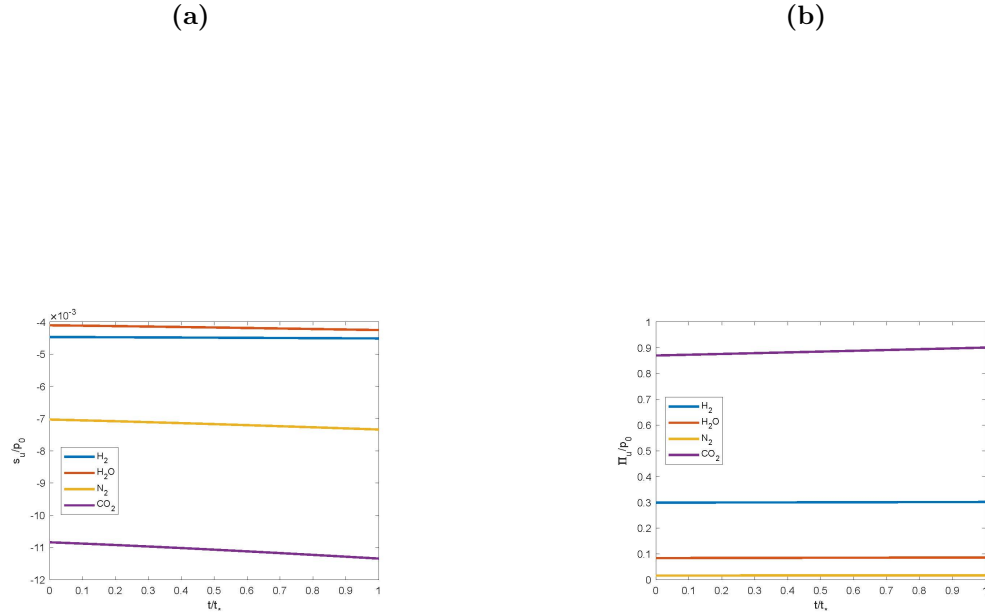 (a)
(b)
×10⁻³
-4
-5
-6
-7
-8
-9
-10
-11
-12
s_u/p_0
H₂
H₂O
N₂
CO₂
0 0.1 0.2 0.3 0.4 0.5 0.6 0.7 0.8 0.9 1
t/t_*
1
0.9
0.8
0.7
0.6
0.5
0.4
0.3
0.2
0.1
0
Π_u/p_0
H₂
H₂O
N₂
CO₂
0 0.1 0.2 0.3 0.4 0.5 0.6 0.7 0.8 0.9 1
t/t_*